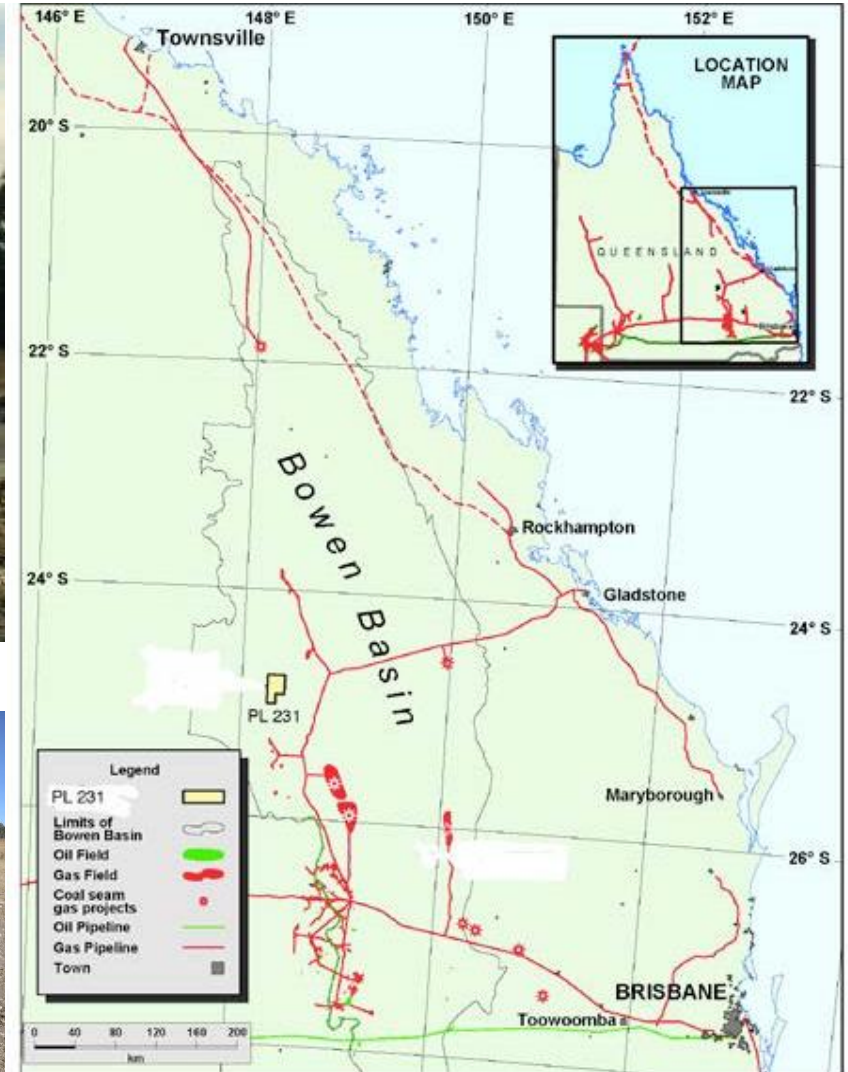 146° E
148° E
150° E
152° E
Townsville
LOCATION
MAP
QUEENSLAND
20° S
22° S
22° S
Bowen Basin
Rockhampton
24° S
Gladstone
24° S
PL 231
Legend
PL 231
Limits of
Bowen Basin
Oil Field
Gas Field
Coal seam
gas projects
Oil Pipeline
Gas Pipeline
Town
Maryborough
26° S
BRISBANE
Toowoomba
0 40 80 120 160 200
km